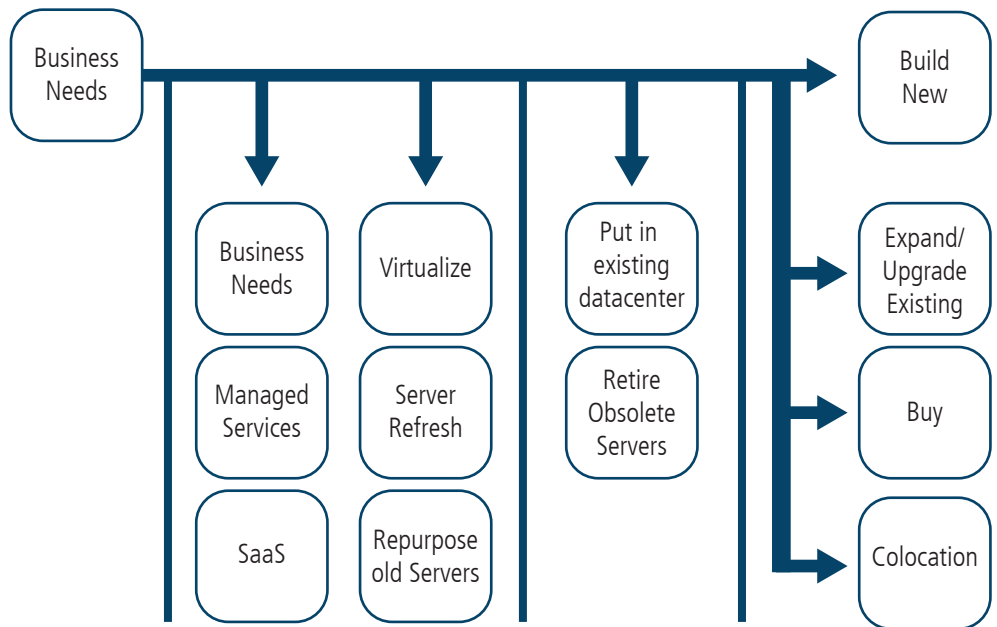 Business
Needs
Build
New
Business
Needs
Virtualize
Put in
existing
datacenter
Expand/
Upgrade
Existing
Managed
Services
Server
Refresh
Retire
Obsolete
Servers
Buy
SaaS
Repurpose
old Servers
Colocation